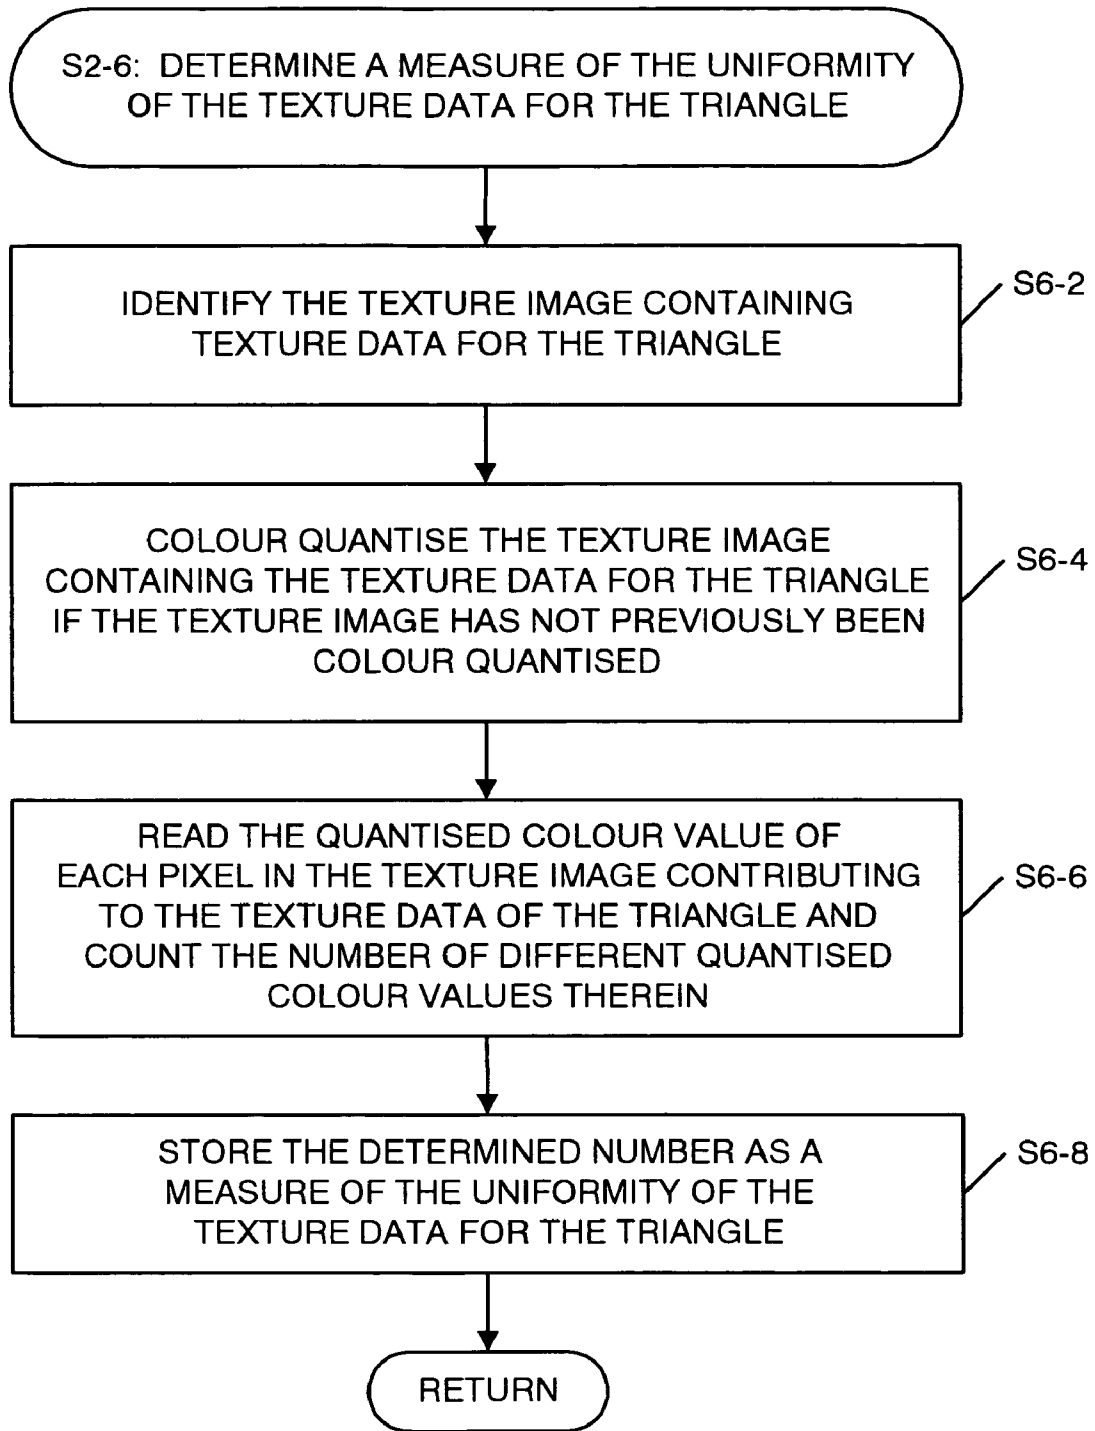 S2-6: DETERMINE A MEASURE OF THE UNIFORMITY
OF THE TEXTURE DATA FOR THE TRIANGLE
IDENTIFY THE TEXTURE IMAGE CONTAINING
TEXTURE DATA FOR THE TRIANGLE
S6-2
COLOUR QUANTISE THE TEXTURE IMAGE
CONTAINING THE TEXTURE DATA FOR THE TRIANGLE
IF THE TEXTURE IMAGE HAS NOT PREVIOUSLY BEEN
COLOUR QUANTISED
S6-4
READ THE QUANTISED COLOUR VALUE OF
EACH PIXEL IN THE TEXTURE IMAGE CONTRIBUTING
TO THE TEXTURE DATA OF THE TRIANGLE AND
COUNT THE NUMBER OF DIFFERENT QUANTISED
COLOUR VALUES THEREIN
S6-6
STORE THE DETERMINED NUMBER AS A
MEASURE OF THE UNIFORMITY OF THE
TEXTURE DATA FOR THE TRIANGLE
S6-8
RETURN